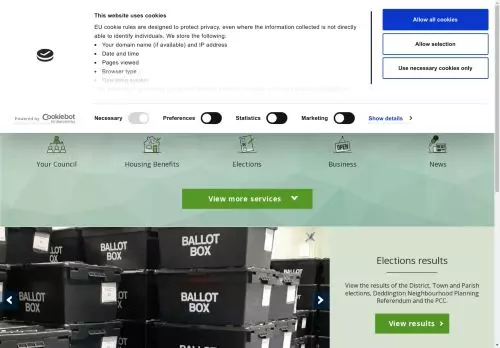 This website uses cookies
EU cookie rules are designed to protect privacy, even where the information collected is not directly
able to identify individuals. We store the following:
• Your domain name (if available) and IP address
• Date and time
• Pages viewed
• Browser type
• Operating system
Allow all cookies
Allow selection
Use necessary cookies only
Powered by Cookiebot
by Usercentrics
Necessary
Preferences
Statistics
Marketing
Show details
Your Council
Housing Benefits
Elections
Business
News
OPEN
View more services
BALLOT BOX
BALLOT BOX
BALLOT
BOX
BALLOT
BOX
BALLOT
BOX
BALLOT
BOX
Elections results
View the results of the District, Town and Parish
elections, Deddington Neighbourhood Planning
Referendum and the PCC.
View results